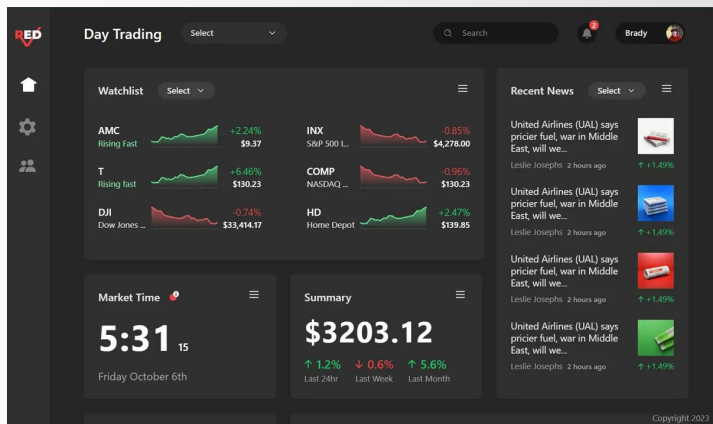 RED
Day Trading
Select
Search
2
Brady
Watchlist
Select
AMC
Rising Fast
+2.24%
$9.37
INX
S&P 500 I...
-0.85%
$4,278.00
T
Rising fast
+6.46%
$130.23
COMP
NASDAQ ...
-0.96%
$130.23
DJI
Dow Jones ...
-0.74%
$33,414.17
HD
Home Depot
+2.47%
$139.85
Recent News
Select
United Airlines (UAL) says
pricier fuel, war in Middle
East, will we...
Leslie Josephs 2 hours ago
↑ +1.49%
United Airlines (UAL) says
pricier fuel, war in Middle
East, will we...
Leslie Josephs 2 hours ago
↑ +1.49%
United Airlines (UAL) says
pricier fuel, war in Middle
East, will we...
Leslie Josephs 2 hours ago
↑ +1.49%
United Airlines (UAL) says
pricier fuel, war in Middle
East, will we...
Leslie Josephs 2 hours ago
↑ +1.49%
Market Time
5:31 15
Friday October 6th
Summary
$3203.12
↑ 1.2% ↓ 0.6% ↑ 5.6%
Last 24hr Last Week Last Month
Copyright 2023